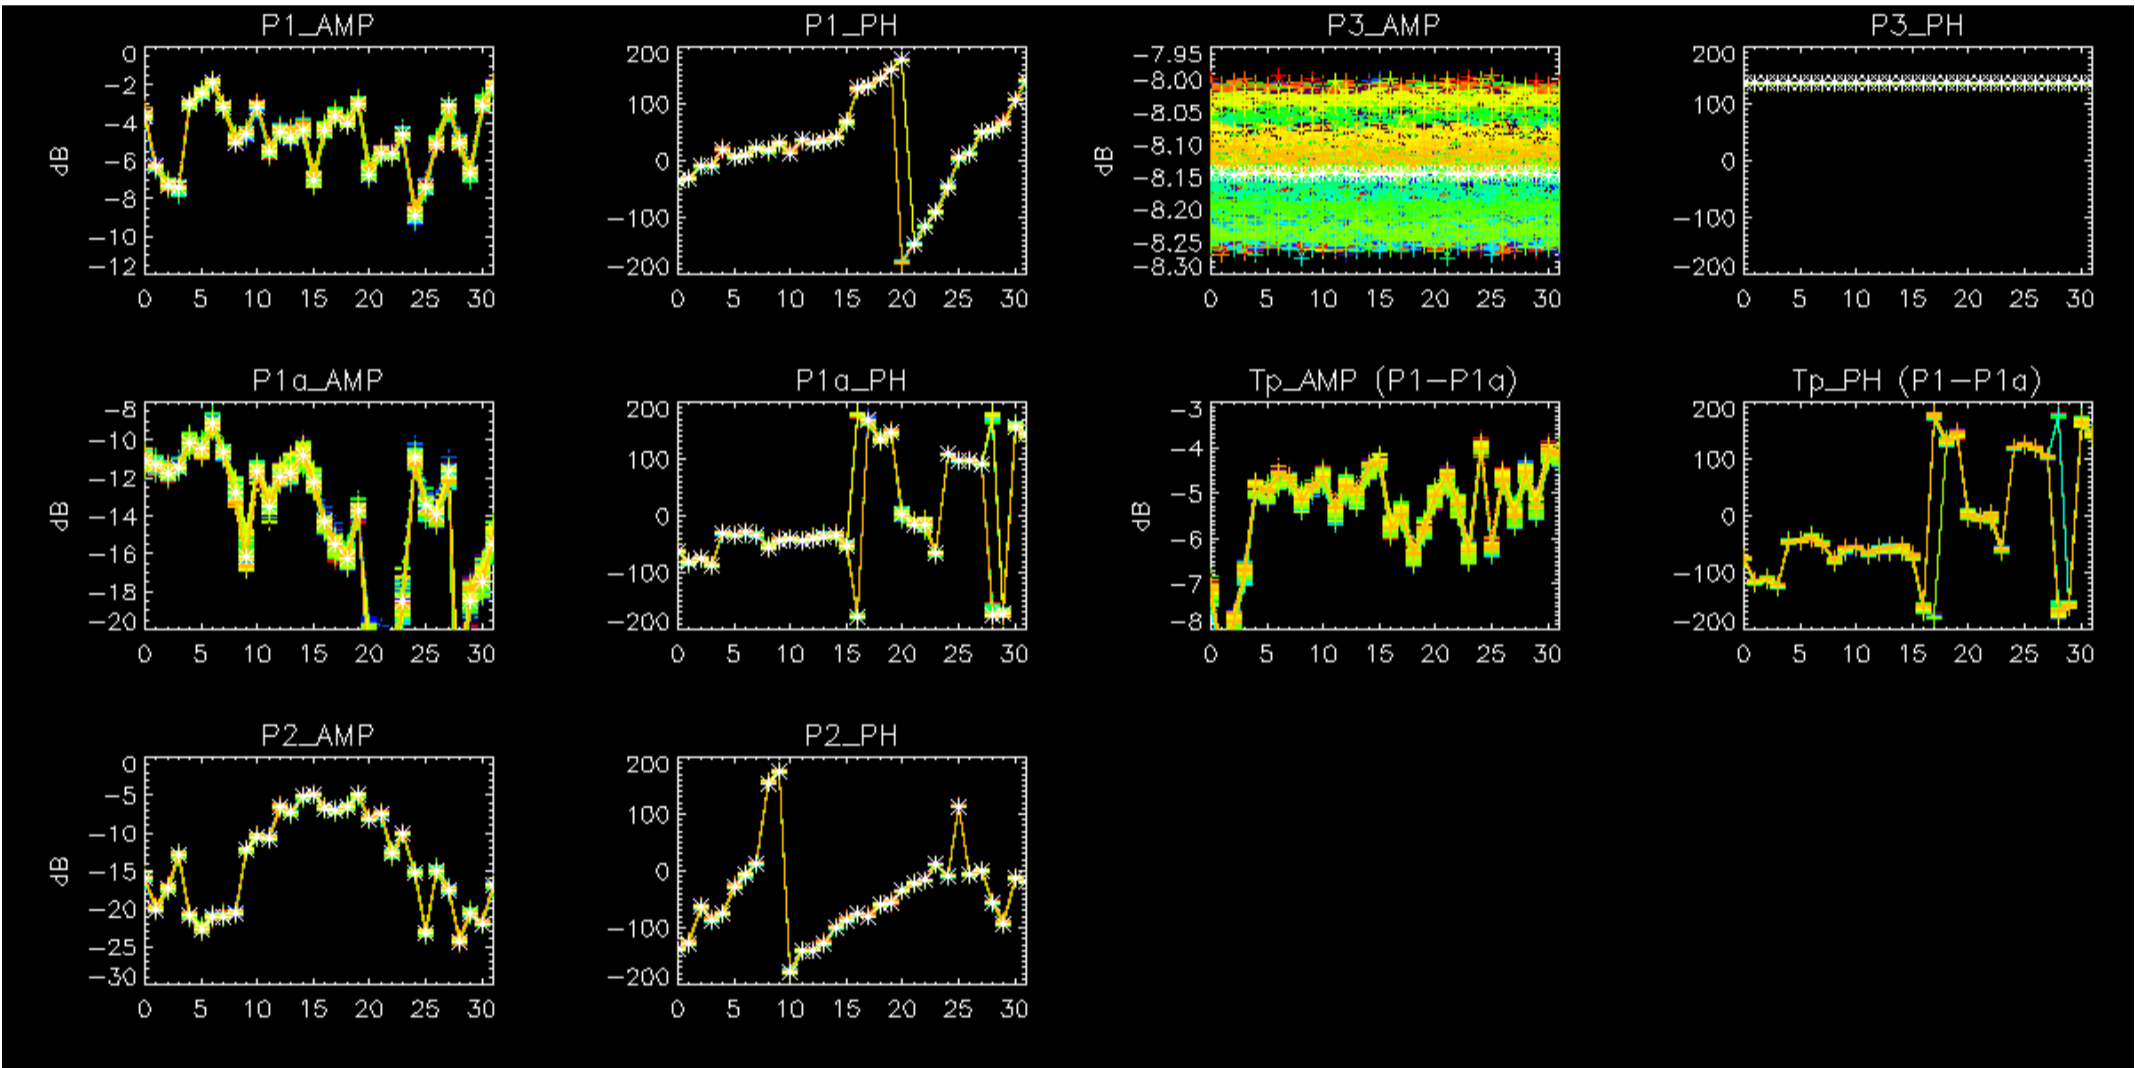 P1_AMP
P1_PH
P3_AMP
P3_PH
0
-2
-4
-6
-8
-10
-12
dB
0 5 10 15 20 25 30
200
100
0
-100
-200
0 5 10 15 20 25 30
-7.95
-8.00
-8.05
-8.10
-8.15
-8.20
-8.25
-8.30
dB
0 5 10 15 20 25 30
200
100
0
-100
-200
0 5 10 15 20 25 30
P1a_AMP
P1a_PH
Tp_AMP (P1-P1a)
Tp_PH (P1-P1a)
-8
-10
-12
-14
-16
-18
-20
dB
0 5 10 15 20 25 30
200
100
0
-100
-200
0 5 10 15 20 25 30
-3
-4
-5
-6
-7
-8
dB
0 5 10 15 20 25 30
200
100
0
-100
-200
0 5 10 15 20 25 30
P2_AMP
P2_PH
0
-5
-10
-15
-20
-25
-30
dB
0 5 10 15 20 25 30
200
100
0
-100
-200
0 5 10 15 20 25 30